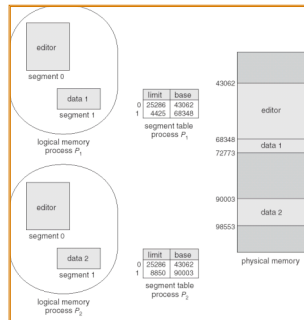 editor
segment 0
data 1
segment 1
logical memory
process P₁
limit base
0 25286 43062
1 4425 68348
segment table
process P₁
editor
segment 0
data 2
segment 1
logical memory
process P₂
limit base
0 25286 43062
1 8850 90003
segment table
process P₂
43062
editor
68348
data 1
72773
90003
data 2
98553
physical memory